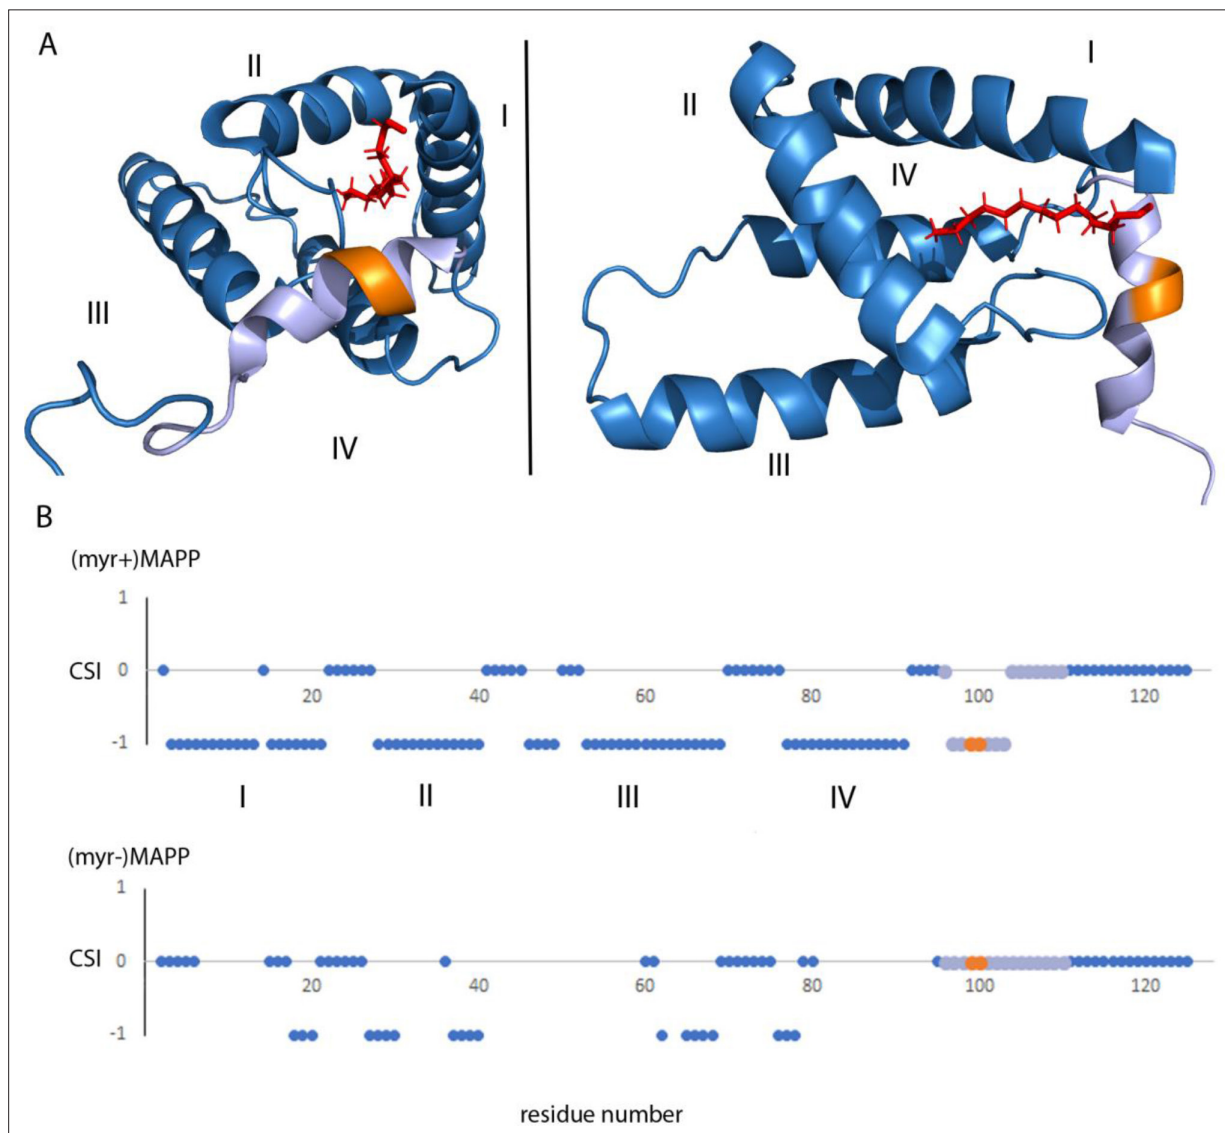 A
II
I
III
IV
I
II
IV
III
B
(myr+)MAPP
1
CSI 0
20 40 60 80 100 120
-1
I II III IV
(myr-)MAPP
1
CSI 0
20 40 60 80 100 120
-1
residue number